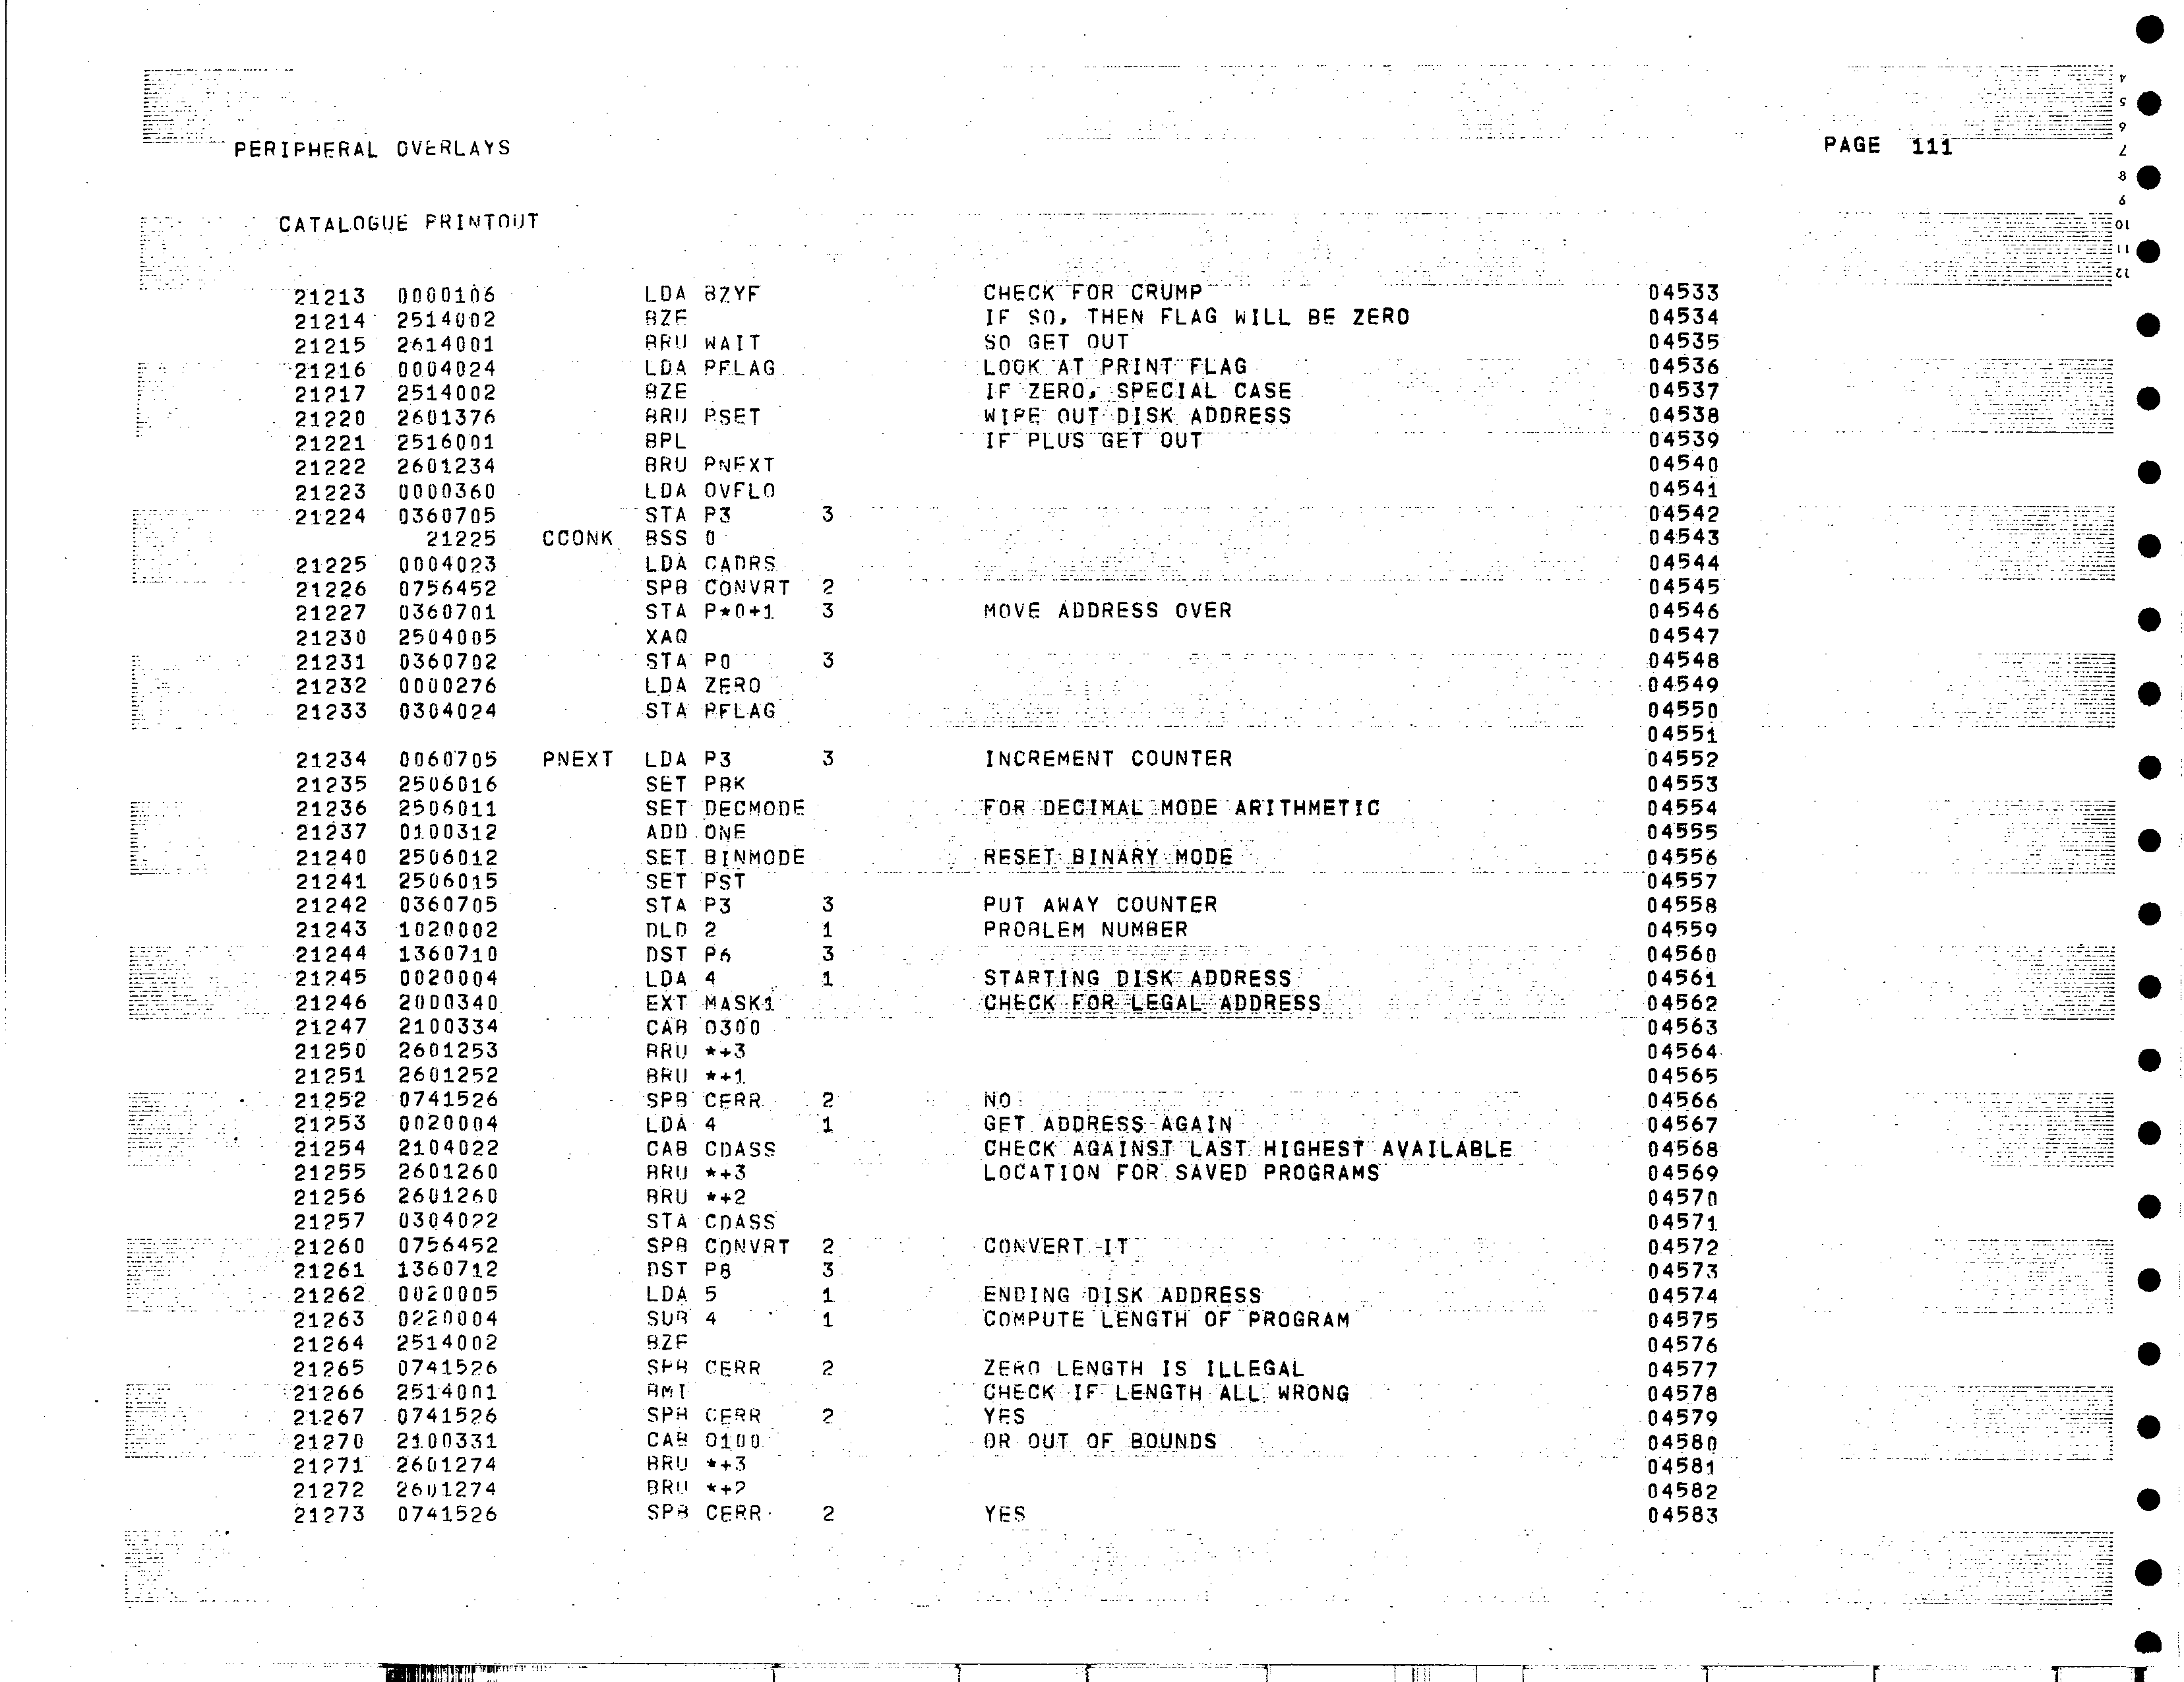 PERIPHERAL OVERLAYS PAGE 111
CATALOGUE PRINTOUT
21213 0000106 LDA BZYF CHECK FOR CRUMP 04533
21214 2514002 BZE IF SO, THEN FLAG WILL BE ZERO 04534
21215 2614001 BRU WAIT SO GET OUT 04535
21216 0004024 LDA PFLAG LOOK AT PRINT FLAG 04536
21217 2514002 BZE IF ZERO, SPECIAL CASE 04537
21220 2601376 BRU PSET WIPE OUT DISK ADDRESS 04538
21221 2516001 BPL IF PLUS GET OUT 04539
21222 2601234 BRU PNEXT 04540
21223 0000360 LDA OVFLO 04541
21224 0360705 STA P3 3 04542
21225 CCONK BSS 0 04543
21225 0004023 LDA CADRS 04544
21226 0756452 SPB CONVRT 2 04545
21227 0360701 STA P*0+1 3 MOVE ADDRESS OVER 04546
21230 2504005 XAQ 04547
21231 0360702 STA P0 3 04548
21232 0000276 LDA ZERO 04549
21233 0304024 STA PFLAG 04550
04551
21234 0060705 PNEXT LDA P3 3 INCREMENT COUNTER 04552
21235 2506016 SET PBK 04553
21236 2506011 SET DECMODE FOR DECIMAL MODE ARITHMETIC 04554
21237 0100312 ADD ONE 04555
21240 2506012 SET BINMODE RESET BINARY MODE 04556
21241 2506015 SET PST 04557
21242 0360705 STA P3 3 PUT AWAY COUNTER 04558
21243 1020002 DLD 2 1 PROBLEM NUMBER 04559
21244 1360710 DST P6 3 04560
21245 0020004 LDA 4 1 STARTING DISK ADDRESS 04561
21246 2000340 EXT MASK1 CHECK FOR LEGAL ADDRESS 04562
21247 2100334 CAB O300 04563
21250 2601253 BRU *+3 04564
21251 2601252 BRU *+1 04565
21252 0741526 SPB CERR 2 NO 04566
21253 0020004 LDA 4 1 GET ADDRESS AGAIN 04567
21254 2104022 CAB CDASS CHECK AGAINST LAST HIGHEST AVAILABLE 04568
21255 2601260 BRU *+3 LOCATION FOR SAVED PROGRAMS 04569
21256 2601260 BRU *+2 04570
21257 0304022 STA CDASS 04571
21260 0756452 SPB CONVRT 2 CONVERT IT 04572
21261 1360712 DST P8 3 04573
21262 0020005 LDA 5 1 ENDING DISK ADDRESS 04574
21263 0220004 SUB 4 1 COMPUTE LENGTH OF PROGRAM 04575
21264 2514002 BZE 04576
21265 0741526 SPB CERR 2 ZERO LENGTH IS ILLEGAL 04577
21266 2514001 BMI CHECK IF LENGTH ALL WRONG 04578
21267 0741526 SPB CERR 2 YES 04579
21270 2100331 CAB O100 OR OUT OF BOUNDS 04580
21271 2601274 BRU *+3 04581
21272 2601274 BRU *+2 04582
21273 0741526 SPB CERR 2 YES 04583
4
5
6
7
8
9
10
11
12